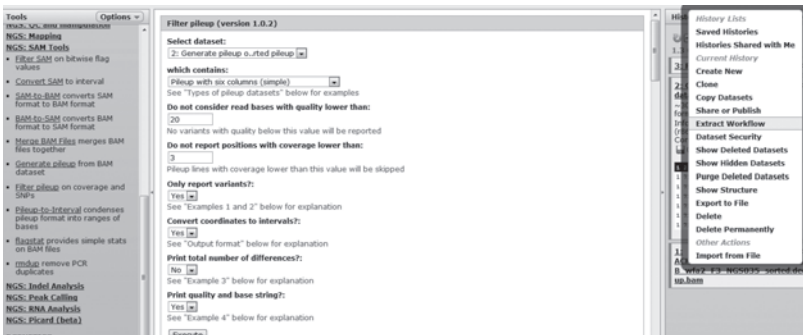 Tools
Options
NGS: QC and manipulation
NGS: Mapping
NGS: SAM Tools
• Filter SAM on bitwise flag
values
• Convert SAM to interval
• SAM-to-BAM converts SAM
format to BAM format
• BAM-to-SAM converts BAM
format to SAM format
• Merge BAM Files merges BAM
files together
• Generate pileup from BAM
dataset
• Filter pileup on coverage and
SNPs
• Pileup-to-Interval condenses
pileup format into ranges of
bases
• flagstat provides simple stats
on BAM files
• rmdup remove PCR
duplicates
NGS: Indel Analysis
NGS: Peak Calling
NGS: RNA Analysis
NGS: Picard (beta)
Filter pileup (version 1.0.2)
Select dataset:
2: Generate pileup o..rted pileup
which contains:
Pileup with six columns (simple)
See "Types of pileup datasets" below for examples
Do not consider read bases with quality lower than:
20
No variants with quality below this value will be reported
Do not report positions with coverage lower than:
3
Pileup lines with coverage lower than this value will be skipped
Only report variants?:
Yes
See "Examples 1 and 2" below for explanation
Convert coordinates to intervals?:
Yes
See "Output format" below for explanation
Print total number of differences?:
No
See "Example 3" below for explanation
Print quality and base string?:
Yes
See "Example 4" below for explanation
Execute
History Lists
Saved Histories
Histories Shared with Me
Current History
Create New
Clone
Copy Datasets
Share or Publish
Extract Workflow
Dataset Security
Show Deleted Datasets
Show Hidden Datasets
Purge Deleted Datasets
Show Structure
Export to File
Delete
Delete Permanently
Other Actions
Import from File
up.bam